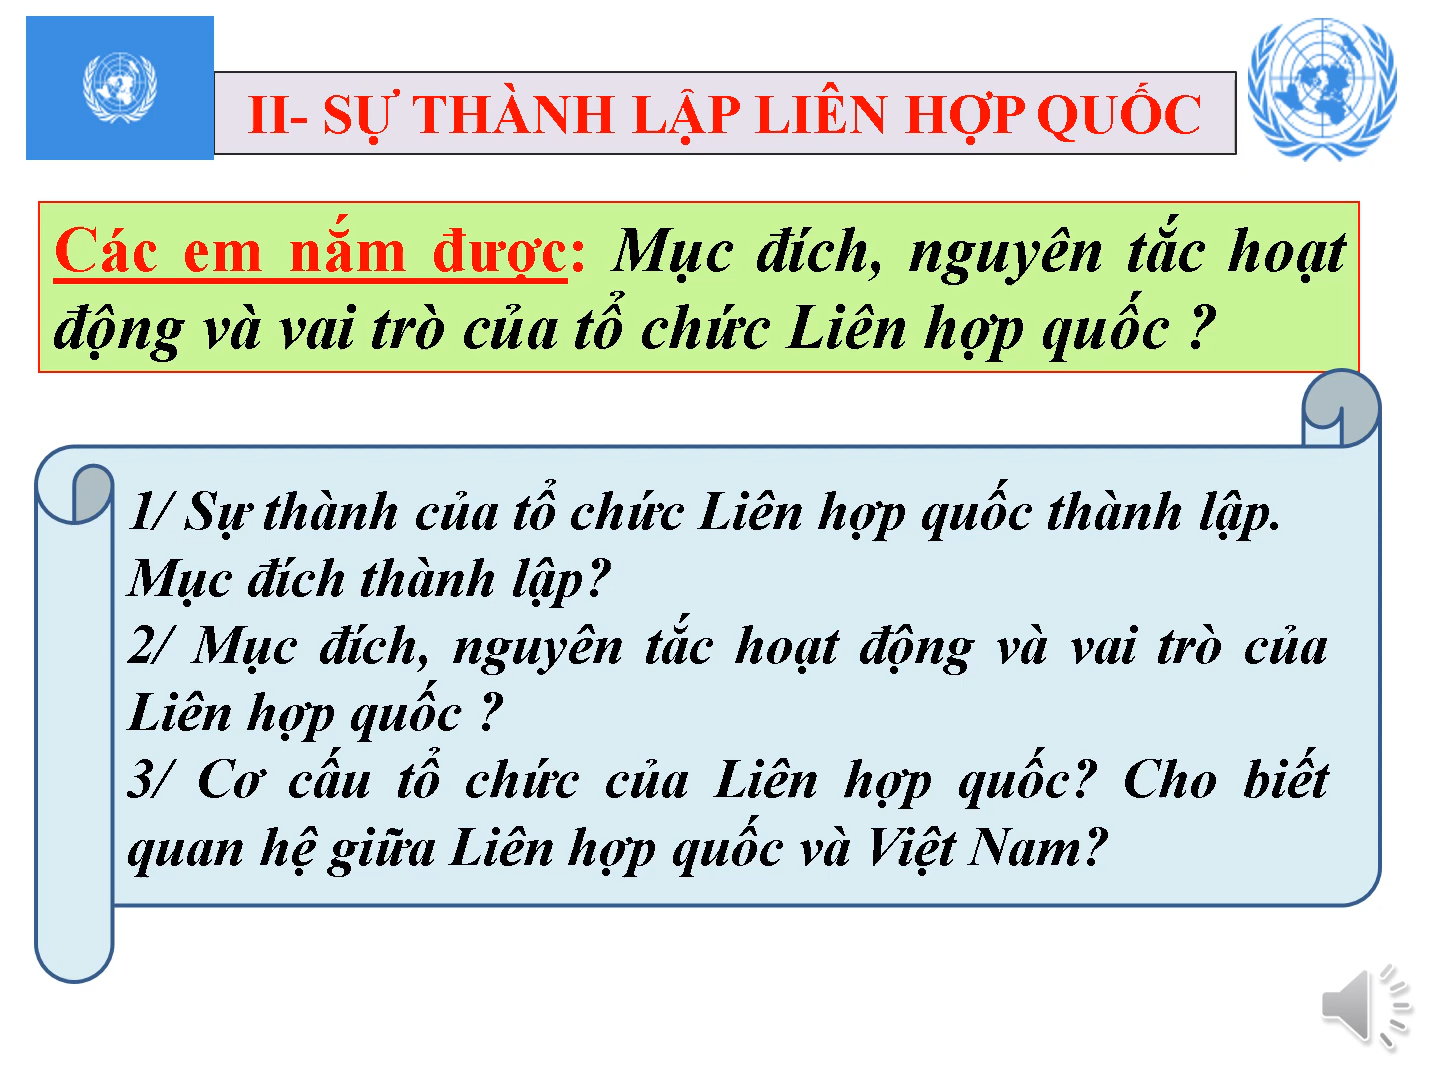 II- SỰ THÀNH LẬP LIÊN HỢP QUỐC
Các em nắm được: Mục đích, nguyên tắc hoạt
động và vai trò của tổ chức Liên hợp quốc ?
1/ Sự thành của tổ chức Liên hợp quốc thành lập.
Mục đích thành lập?
2/ Mục đích, nguyên tắc hoạt động và vai trò của
Liên hợp quốc ?
3/ Cơ cấu tổ chức của Liên hợp quốc? Cho biết
quan hệ giữa Liên hợp quốc và Việt Nam?